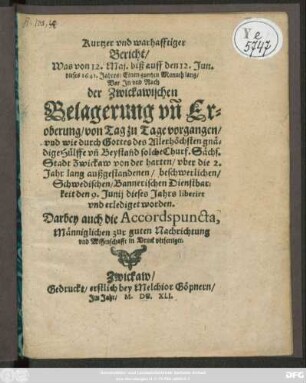 Kurtzer vnd warhafftiger
Bericht/
Was von 12. Maj. biß auff den 12. Jun.
dieses 1641. Jahrs / Einen gantzen Monath lang/
Vor In vnd Nach
der Zwickawischen
Belagerung vñ Er-
oberung/ von Tag zu Tage vorgangen/
vnd wie durch Gottes des Allerhöchsten gnä-
dige Hülffe vñ Beystand solche Churf. Sächs.
Stadt Zwickaw von der harten/ vber die 2.
Jahr lang außgestandenen/ beschwerlichen/
Schwedischen/ Bannerischen Dienstbar-
keit den 9. Junij dieses Jahrs liberiret
vnd erlediget worden.
Darbey auch die Accordspuncta,
Männiglichen zur guten Nachrichtung
vnd Wissenschafft in Druck verfertiget.
Zwickaw/
Gedruckt/ erstlich bey Melchior Göpnern/
Im Jahr/ M. DC. XLI.
Y e
5747